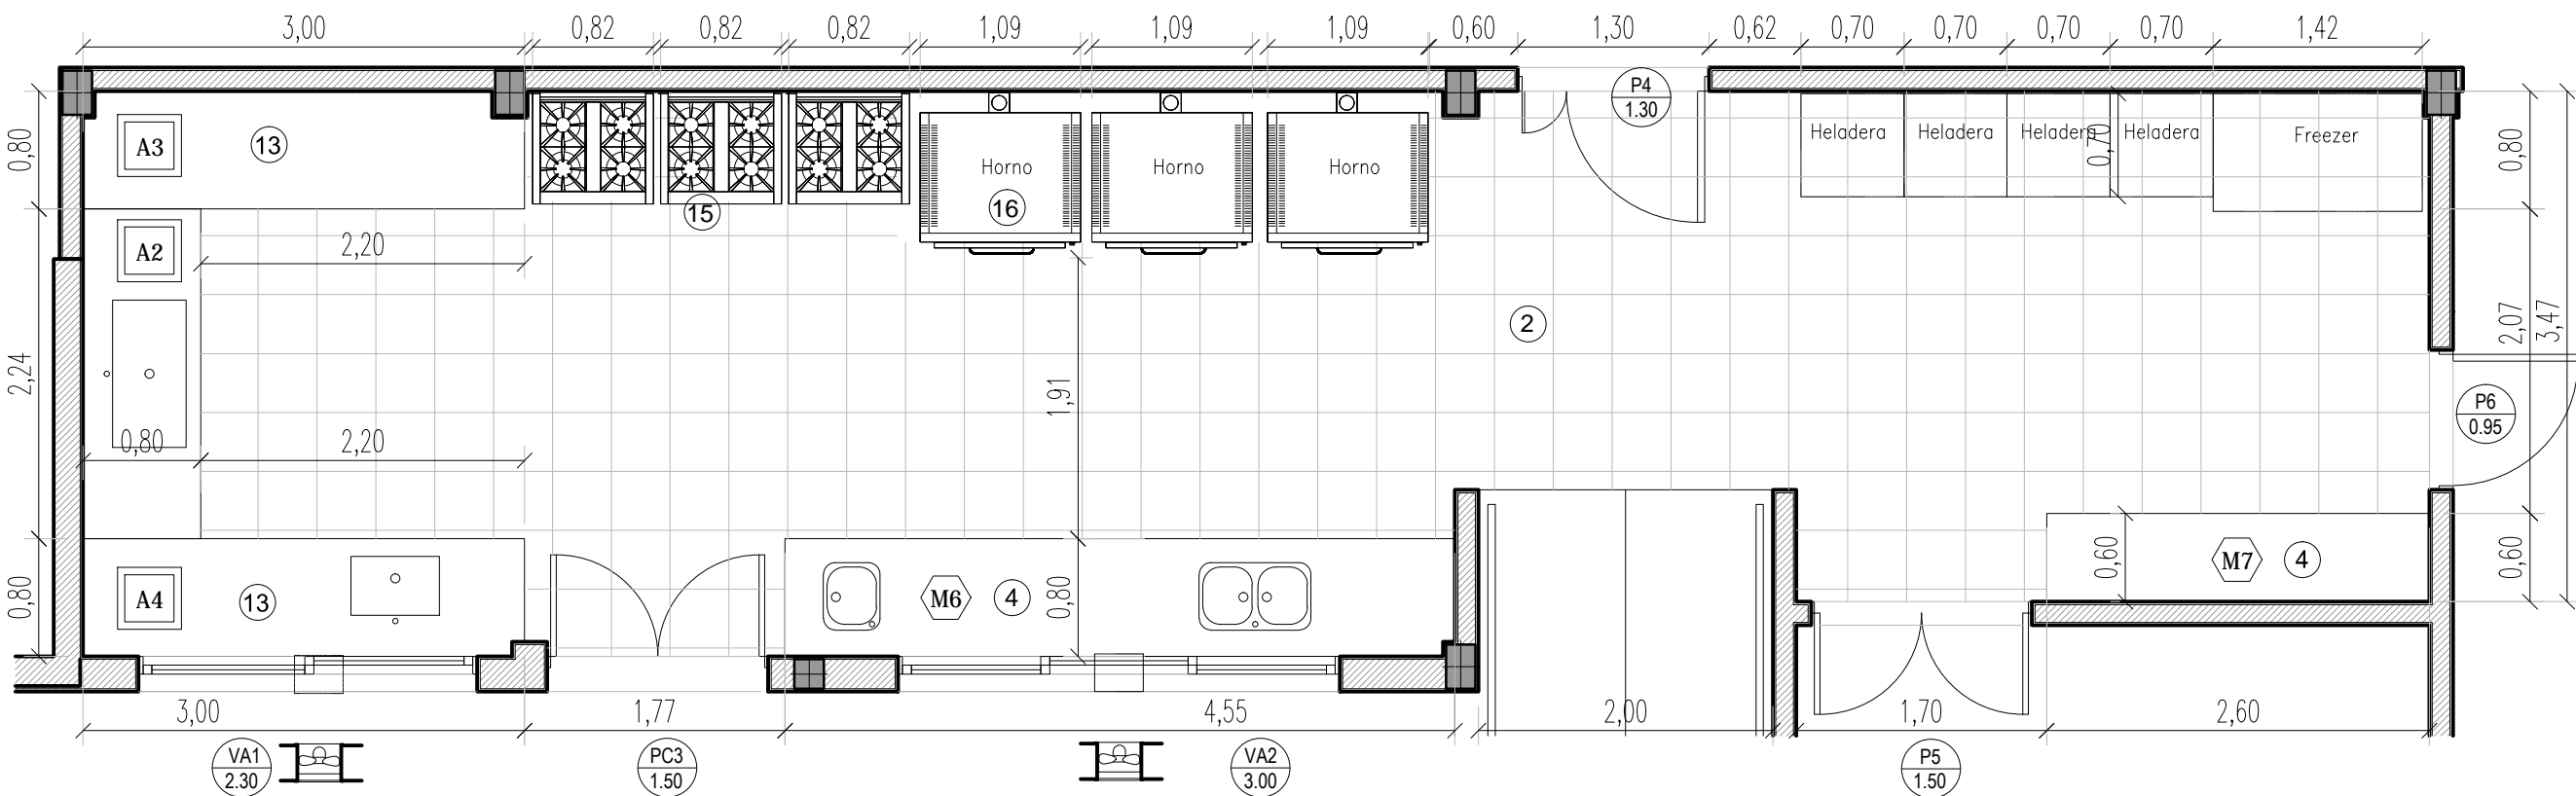 3,00 0,82 0,82 0,82 1,09 1,09 1,09 0,60 1,30 0,62 0,70 0,70 0,70 0,70 1,42
P4
1.30
A3 13 Horno Horno Horno Heladera Heladera Heladera Heladera Freezer
0,80 0,70 0,80
15 16
A2 2,20
2
2,24 1,91 2,07 3,47
0,80 2,20
P6
0.95
A4 13 M6 4 M7 4
0,80 0,80 0,60 0,60
3,00 1,77 4,55 2,00 1,70 2,60
VA1 PC3 VA2 P5
2.30 1.50 3.00 1.50